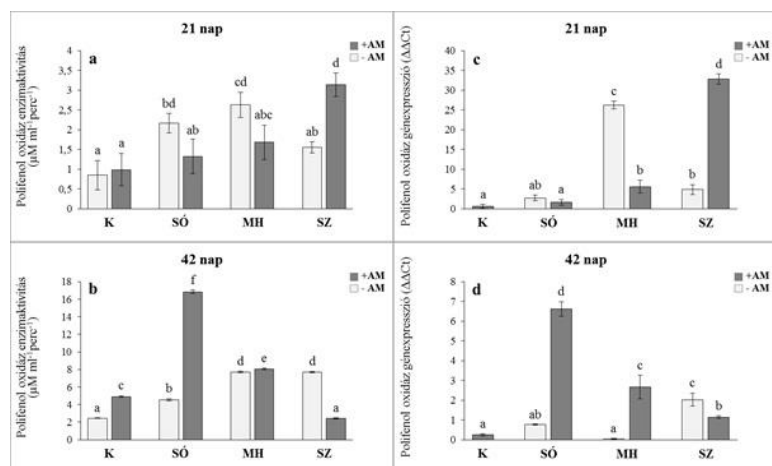 21 nap
a
Polifenol oxidáz enzimaktivitás
(µM ml⁻¹perc⁻¹)
4
3,5
3
2,5
2
1,5
1
0,5
0
a
a
bd
ab
cd
abc
ab
d
+AM
- AM
K
SÓ
MH
SZ
21 nap
c
Polifenol oxidáz génexpresszió (ΔΔCt)
40
35
30
25
20
15
10
5
0
a
ab
a
c
b
b
d
+AM
- AM
K
SÓ
MH
SZ
42 nap
b
Polifenol oxidáz enzimaktivitás
(µM ml⁻¹perc⁻¹)
18
16
14
12
10
8
6
4
2
0
a
c
b
f
d
e
d
a
+AM
- AM
K
SÓ
MH
SZ
42 nap
d
Polifenol oxidáz génexpresszió (ΔΔCt)
8
7
6
5
4
3
2
1
0
a
ab
d
a
c
c
b
+AM
- AM
K
SÓ
MH
SZ